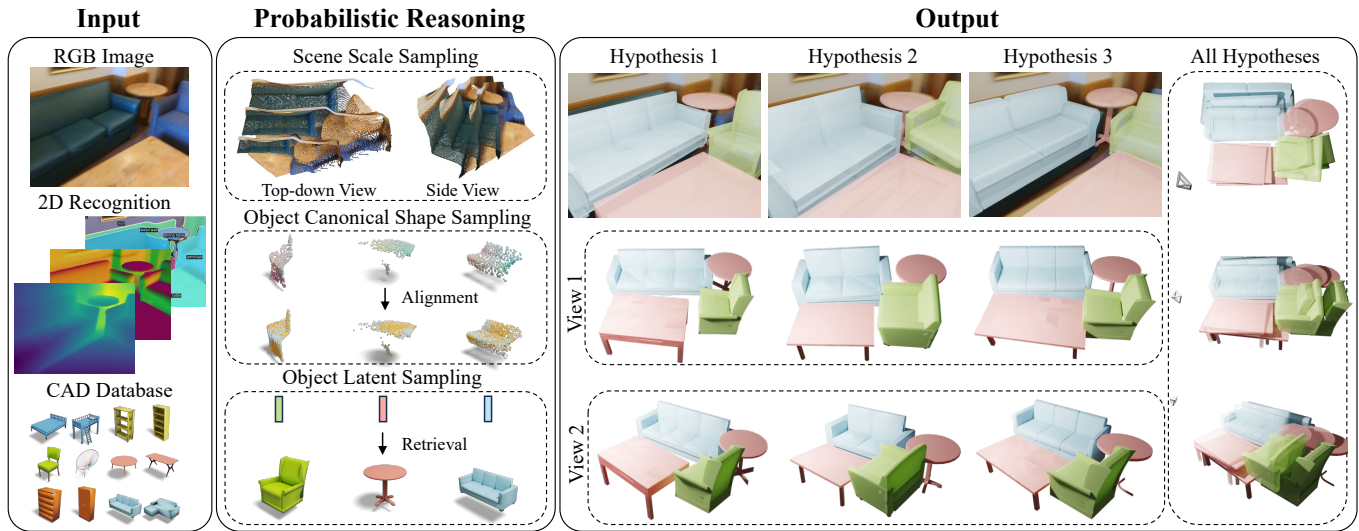 Input
Probabilistic Reasoning
Output
RGB Image
Scene Scale Sampling
Hypothesis 1
Hypothesis 2
Hypothesis 3
All Hypotheses
Top-down View
Side View
2D Recognition
Object Canonical Shape Sampling
Alignment
View 1
CAD Database
Object Latent Sampling
Retrieval
View 2